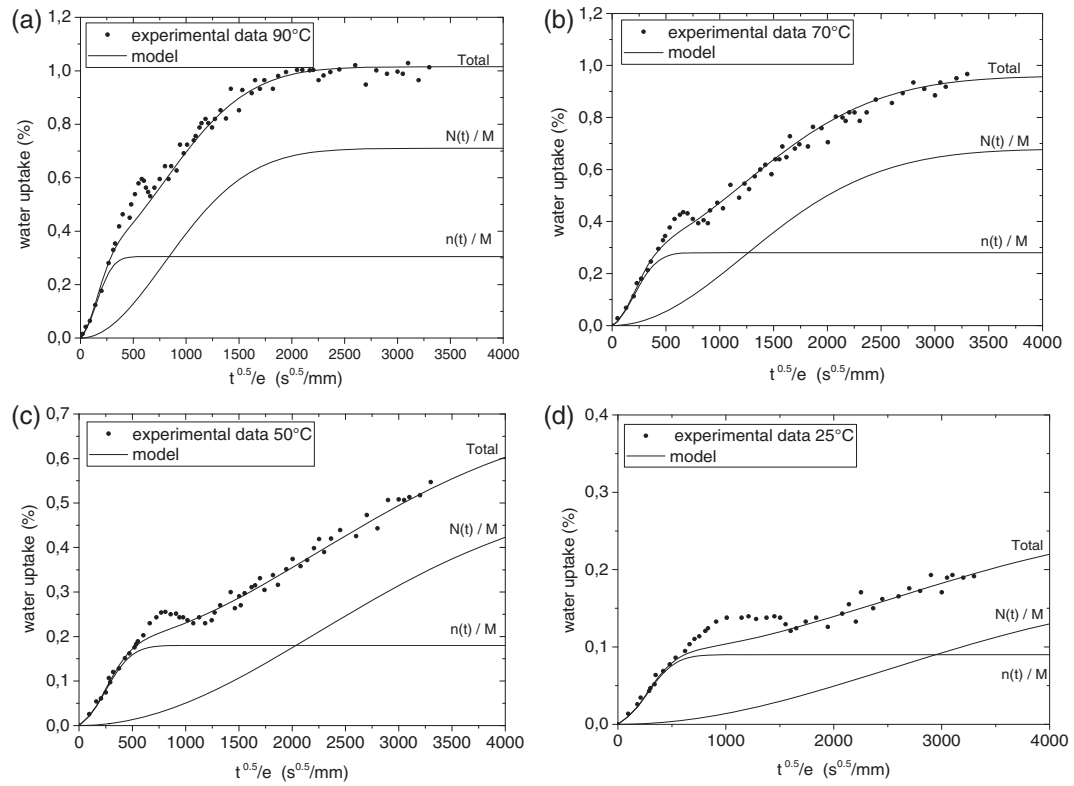 (a)
1,2
1,0
0,8
0,6
0,4
0,2
0,0
water uptake (%)
experimental data 90°C
model
Total
N(t) / M
n(t) / M
0 500 1000 1500 2000 2500 3000 3500 4000
t^0.5/e (s^0.5/mm)
(b)
1,2
1,0
0,8
0,6
0,4
0,2
0,0
water uptake (%)
experimental data 70°C
model
Total
N(t) / M
n(t) / M
0 500 1000 1500 2000 2500 3000 3500 4000
t^0.5/e (s^0.5/mm)
(c)
0,7
0,6
0,5
0,4
0,3
0,2
0,1
0,0
water uptake (%)
experimental data 50°C
model
Total
N(t) / M
n(t) / M
0 500 1000 1500 2000 2500 3000 3500 4000
t^0.5/e (s^0.5/mm)
(d)
0,4
0,3
0,2
0,1
0,0
water uptake (%)
experimental data 25°C
model
Total
N(t) / M
n(t) / M
0 1000 2000 3000 4000
t^0.5/e (s^0.5/mm)